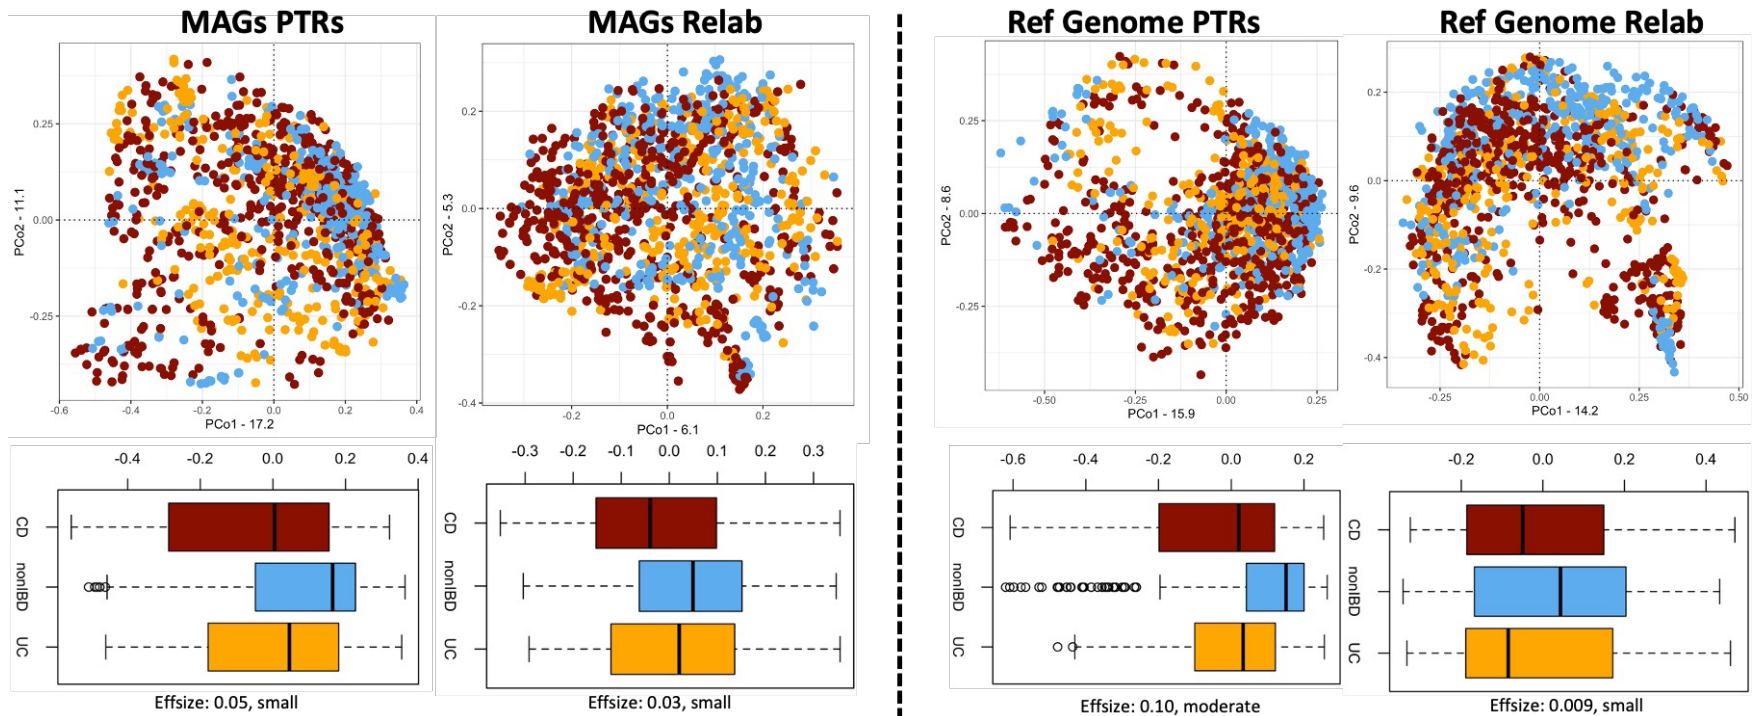 MAGs PTRs
MAGs Relab
Ref Genome PTRs
Ref Genome Relab
0.25
0.00
-0.25
PCo2 - 11.1
-0.6 -0.4 -0.2 0.0 0.2 0.4
PCo1 - 17.2
0.2
0.0
-0.2
-0.4
PCo2 - 5.3
-0.2 0.0 0.2
PCo1 - 6.1
0.25
0.00
-0.25
PCo2 - 8.6
-0.50 -0.25 0.00 0.25
PCo1 - 15.9
0.2
0.0
-0.2
-0.4
PCo2 - 9.6
-0.25 0.00 0.25 0.50
PCo1 - 14.2
-0.4 -0.2 0.0 0.2 0.4
CD
nonIBD
UC
Effsize: 0.05, small
-0.3 -0.2 -0.1 0.0 0.1 0.2 0.3
CD
nonIBD
UC
Effsize: 0.03, small
-0.6 -0.4 -0.2 0.0 0.2
CD
nonIBD
UC
Effsize: 0.10, moderate
-0.2 0.0 0.2 0.4
CD
nonIBD
UC
Effsize: 0.009, small